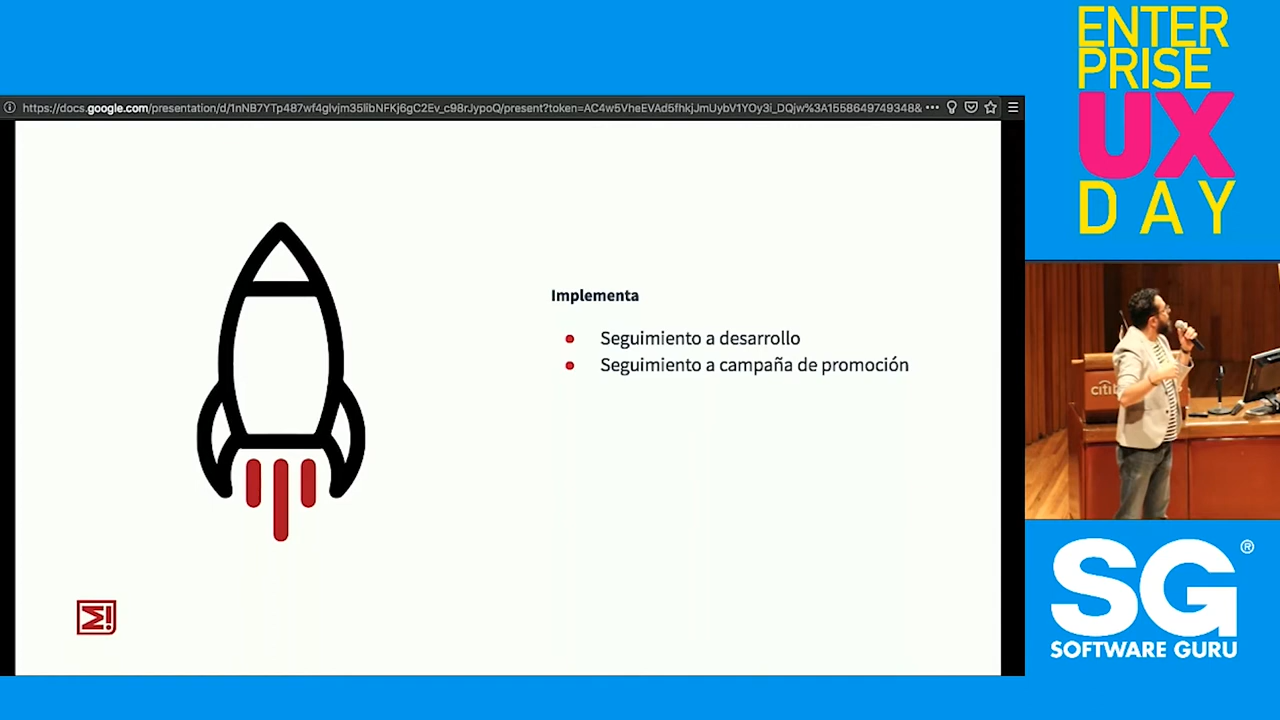 https://docs.google.com/presentation/d/1nNB7YTp487wf4glvjm35libNFKj6gC2Ev_c98rJypoQ/present?token=AC4w5VheEVAd5fhkjJmUybV1YOy3i_DQjw%3A1558649749348&
Implementa
Seguimiento a desarrollo
Seguimiento a campaña de promoción
ENTER
PRISE
UX
DAY
citi
SG®
SOFTWARE GURU